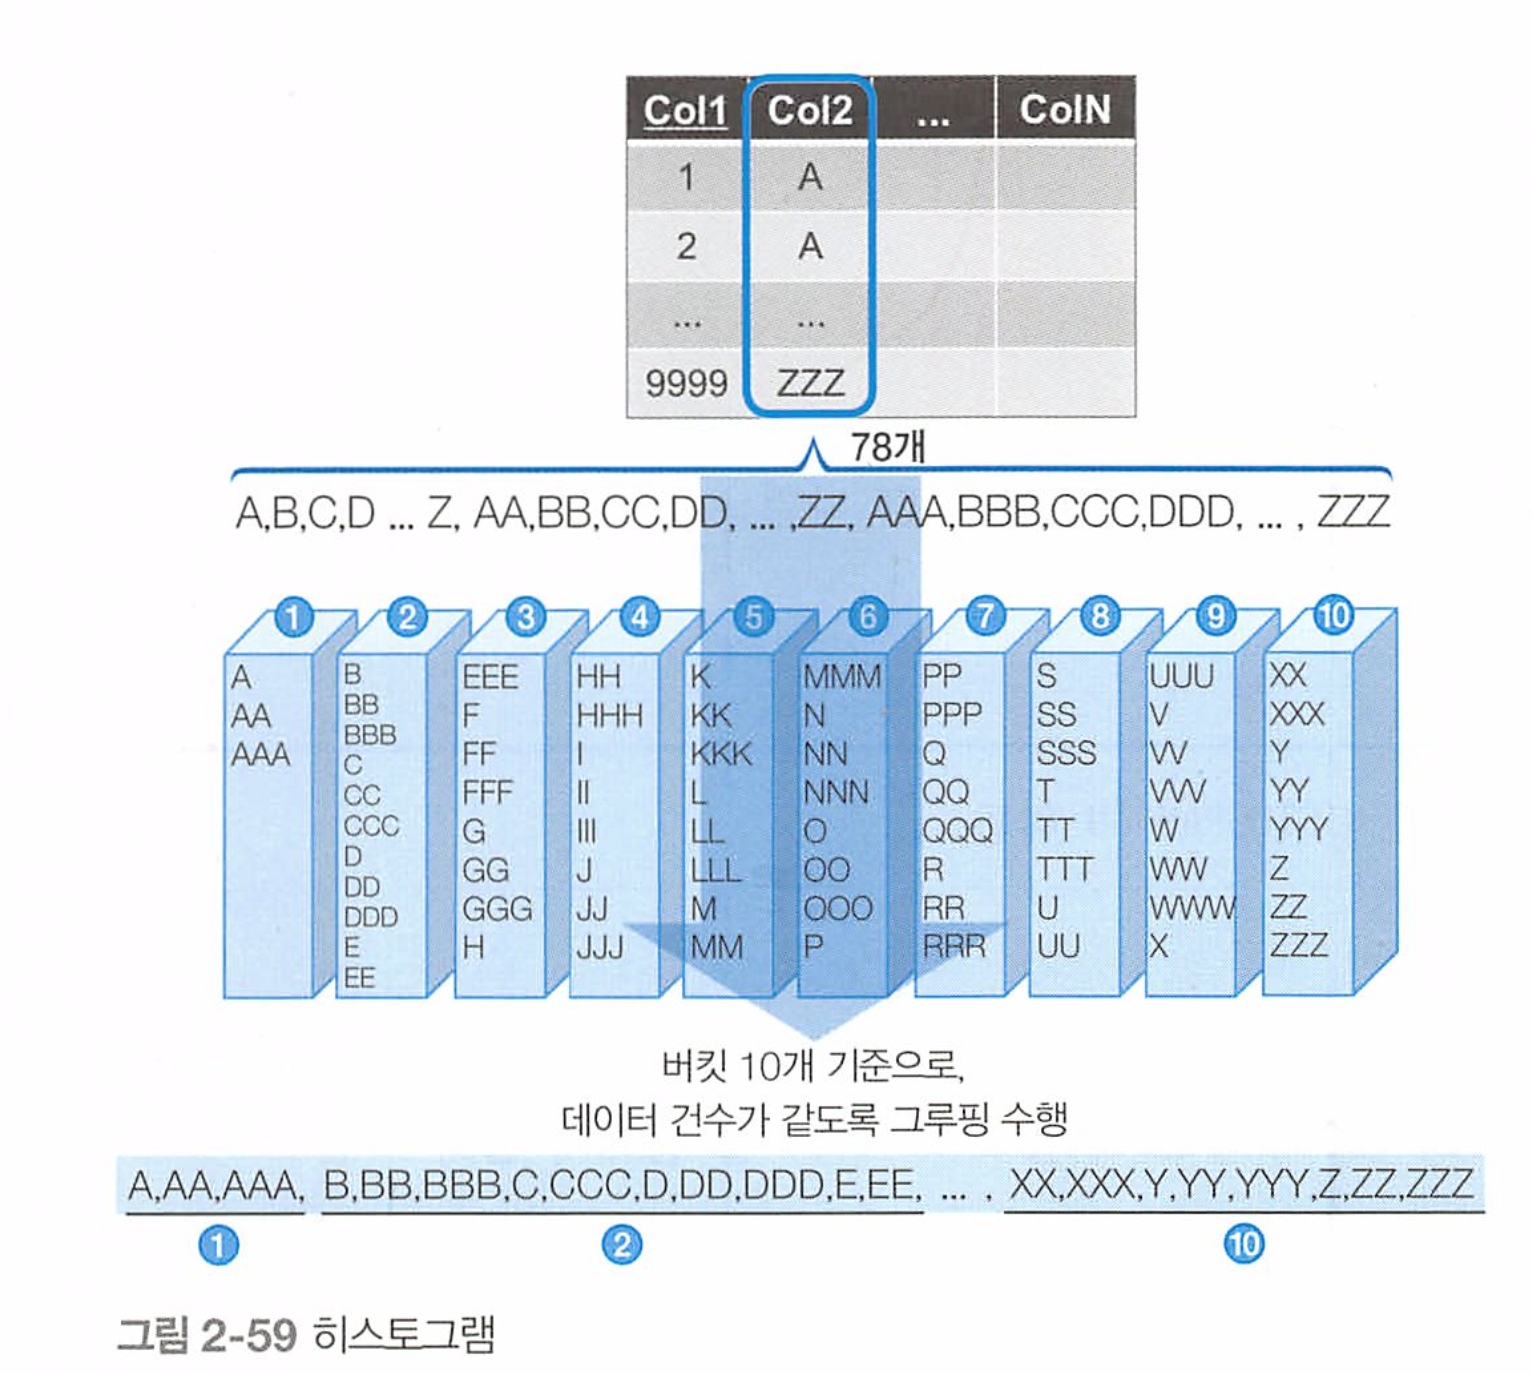 Col1 Col2 ... ColN
1 A
2 A
... ...
9999 ZZZ
78개
A,B,C,D ... Z, AA,BB,CC,DD, ... ,ZZ, AAA,BBB,CCC,DDD, ... , ZZZ
1 2 3 4 5 6 7 8 9 10
A
AA
AAA
B
BB
BBB
C
CC
CCC
D
DD
DDD
E
EE
EEE
F
FF
FFF
G
GG
GGG
H
HH
HHH
I
II
III
J
JJ
JJJ
K
KK
KKK
L
LL
LLL
M
MM
MMM
N
NN
NNN
O
OO
OOO
P
PP
PPP
Q
QQ
QQQ
R
RR
RRR
S
SS
SSS
T
TT
TTT
U
UU
UUU
V
VV
VVV
W
WW
WWW
X
XX
XXX
Y
YY
YYY
Z
ZZ
ZZZ
버킷 10개 기준으로,
데이터 건수가 같도록 그루핑 수행
A,AA,AAA, B,BB,BBB,C,CCC,D,DD,DDD,E,EE, ... , XX,XXX,Y,YY,YYY,Z,ZZ,ZZZ
1 2 10
그림 2-59 히스토그램